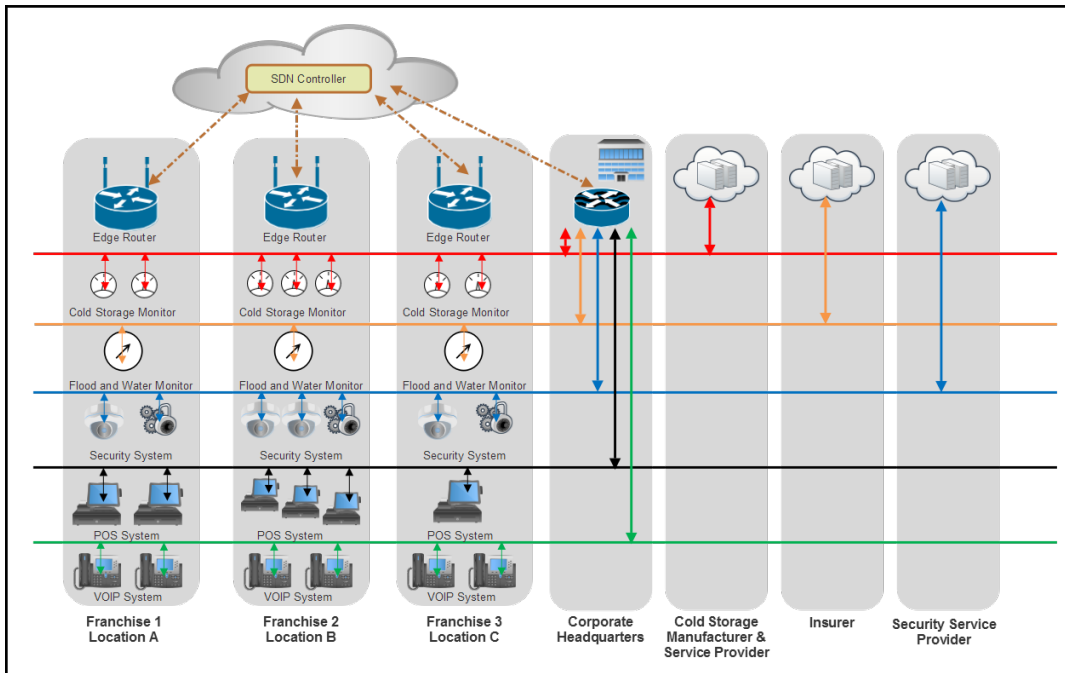 SDN Controller
Edge Router
Edge Router
Edge Router
Cold Storage Monitor
Cold Storage Monitor
Cold Storage Monitor
Flood and Water Monitor
Flood and Water Monitor
Flood and Water Monitor
Security System
Security System
Security System
POS System
POS System
POS System
VOIP System
VOIP System
VOIP System
Franchise 1
Location A
Franchise 2
Location B
Franchise 3
Location C
Corporate
Headquarters
Cold Storage
Manufacturer &
Service Provider
Insurer
Security Service
Provider